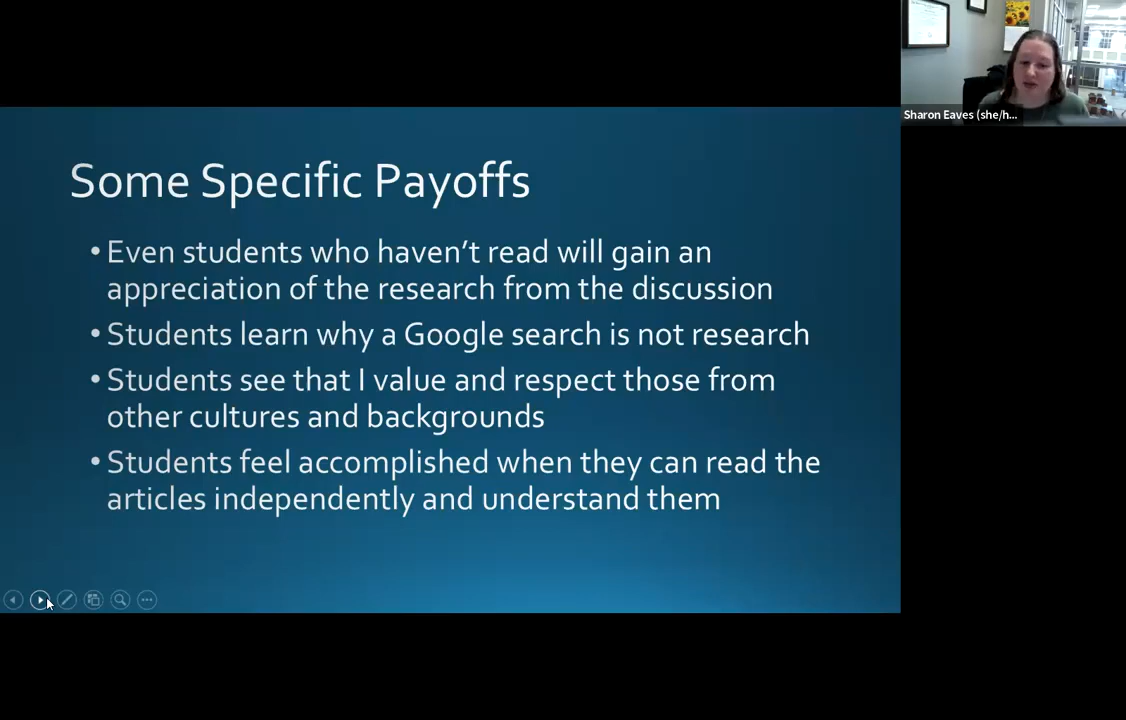 Sharon Eaves (she/h...
Some Specific Payoffs
• Even students who haven’t read will gain an
appreciation of the research from the discussion
• Students learn why a Google search is not research
• Students see that I value and respect those from
other cultures and backgrounds
• Students feel accomplished when they can read the
articles independently and understand them